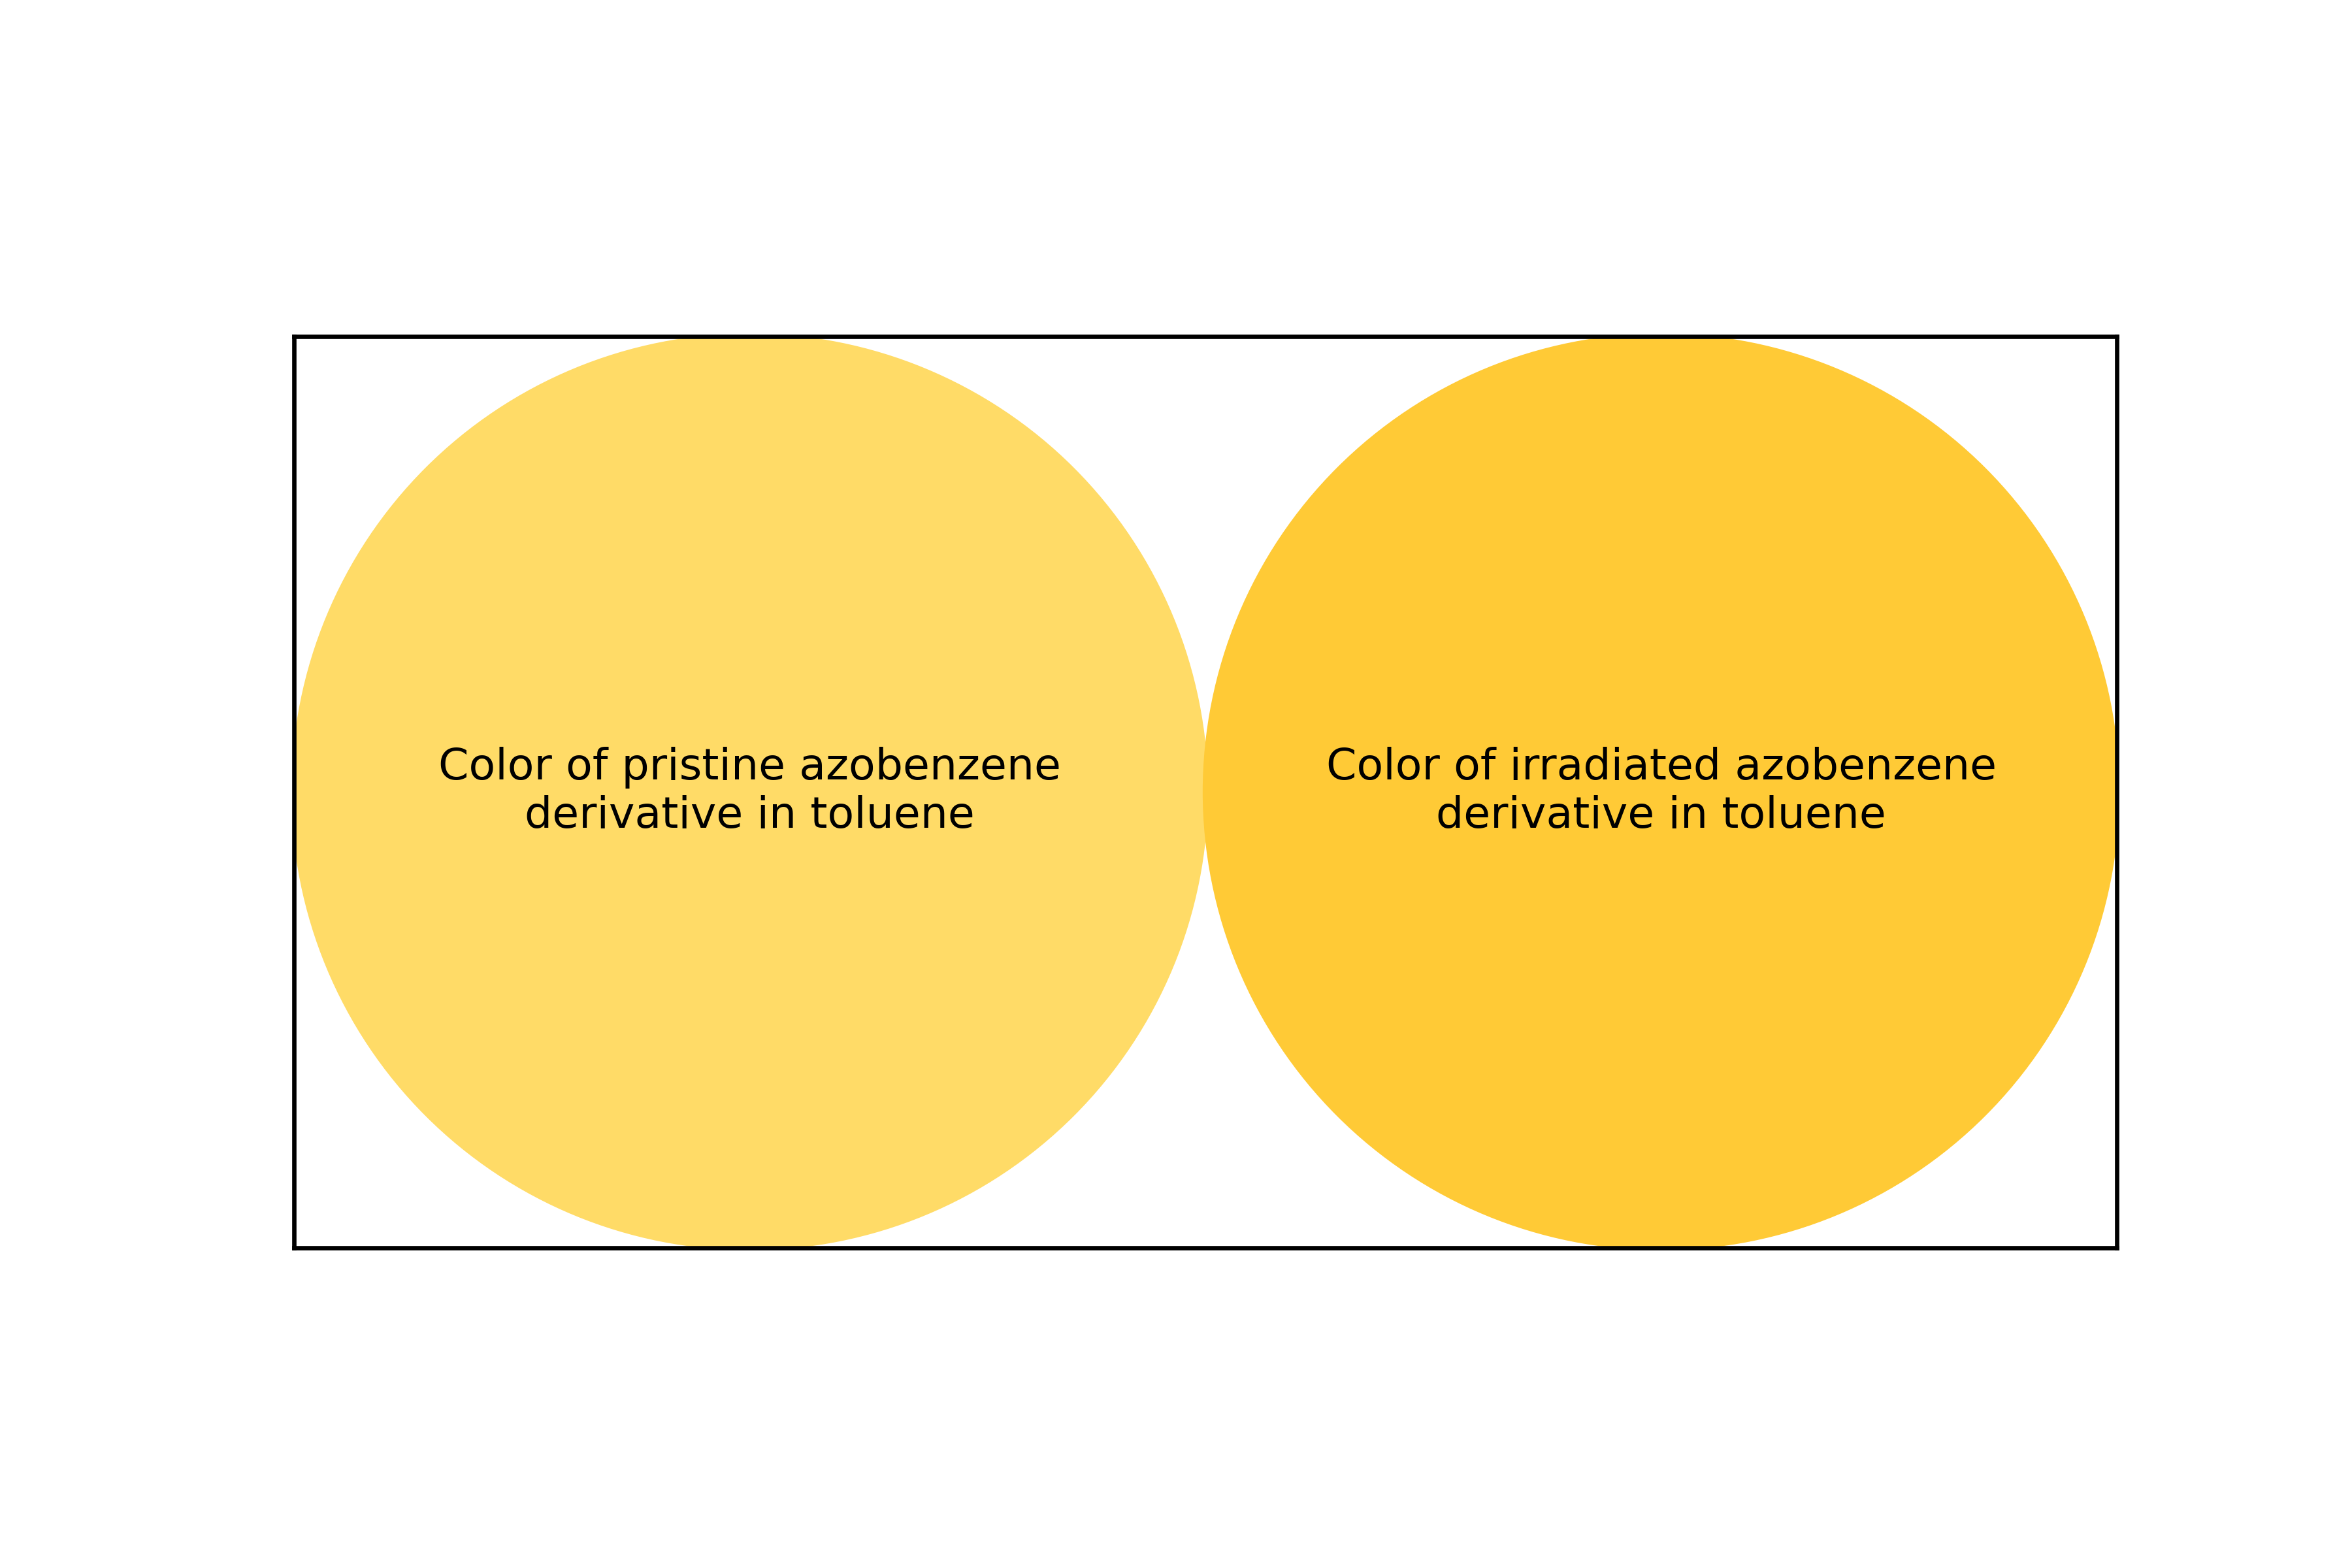 Color of pristine azobenzene
derivative in toluene
Color of irradiated azobenzene
derivative in toluene